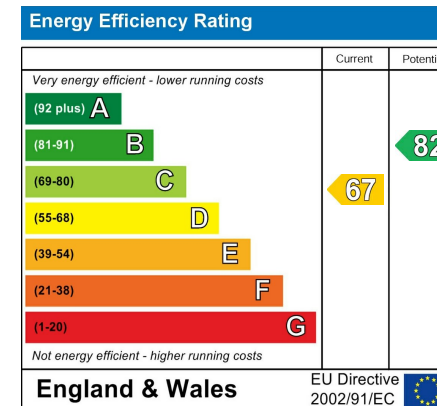 Energy Efficiency Rating
Current Potenti
Very energy efficient - lower running costs
(92 plus) A
(81-91) B 82
(69-80) C 67
(55-68) D
(39-54) E
(21-38) F
(1-20) G
Not energy efficient - higher running costs
England & Wales
EU Directive
2002/91/EC